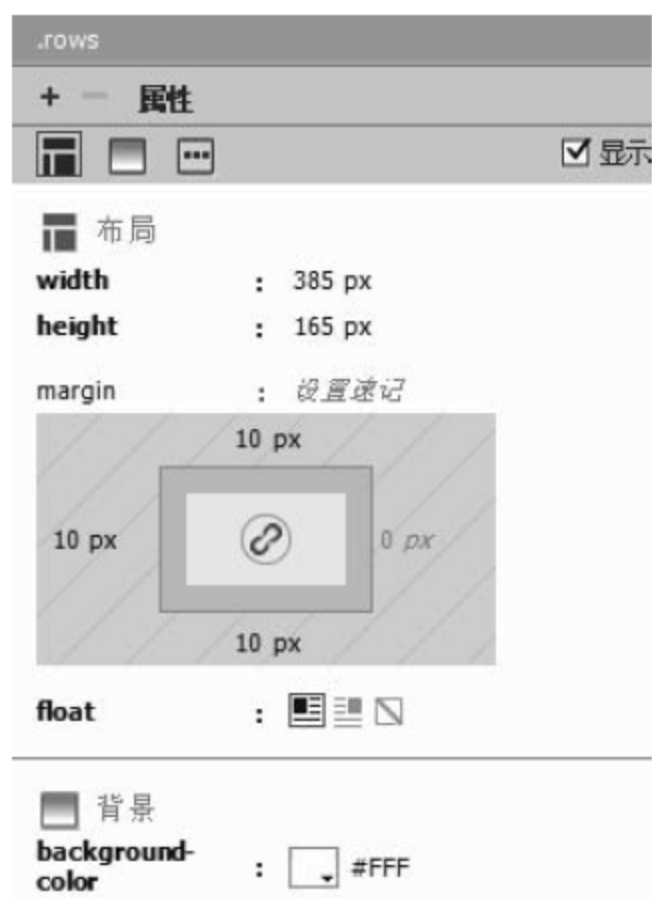 .rows
+ − 属性
显示
布局
width : 385 px
height : 165 px
margin : 设置速记
10 px
10 px 0 px
10 px
float :
背景
background-
color : #FFF